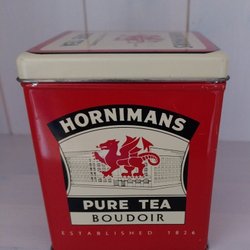 HORNIMANS
PURE TEA
BOUDOIR
ESTABLISHED 1826